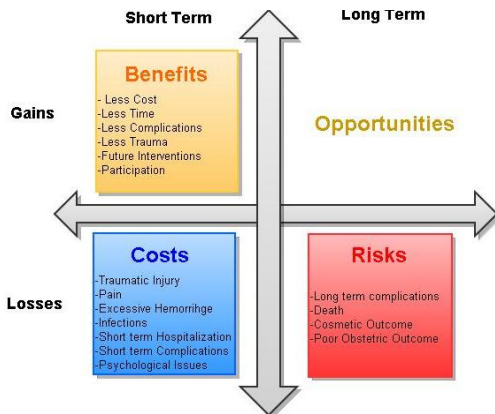 Short Term
Long Term
Gains
Benefits
- Less Cost
-Less Time
-Less Complications
-Less Trauma
-Future Interventions
-Participation
Opportunities
Losses
Costs
-Traumatic Injury
-Pain
-Excessive Hemorrihge
-Infections
-Short term Hospitalization
-Short term Complications
-Psychological Issues
Risks
-Long term complications
-Death
-Cosmetic Outcome
-Poor Obstetric Outcome